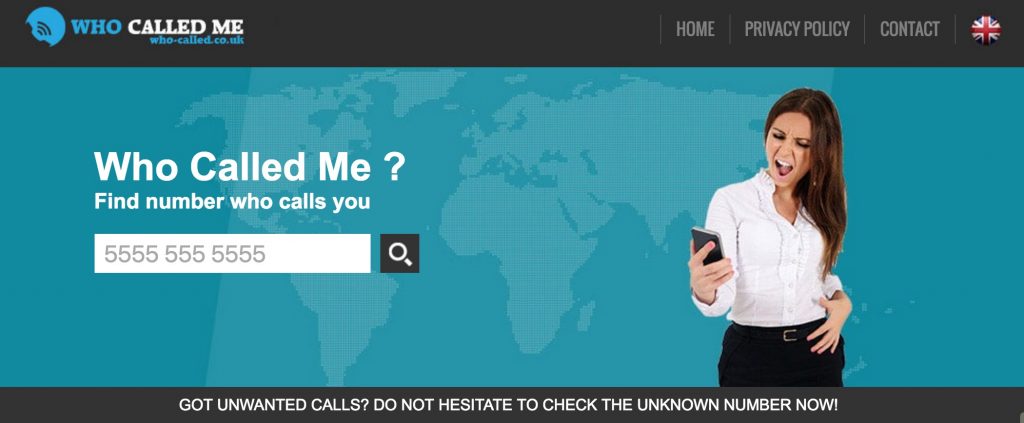 WHO CALLED ME
who-called.co.uk
HOME
PRIVACY POLICY
CONTACT
Who Called Me ?
Find number who calls you
5555 555 5555
GOT UNWANTED CALLS? DO NOT HESITATE TO CHECK THE UNKNOWN NUMBER NOW!